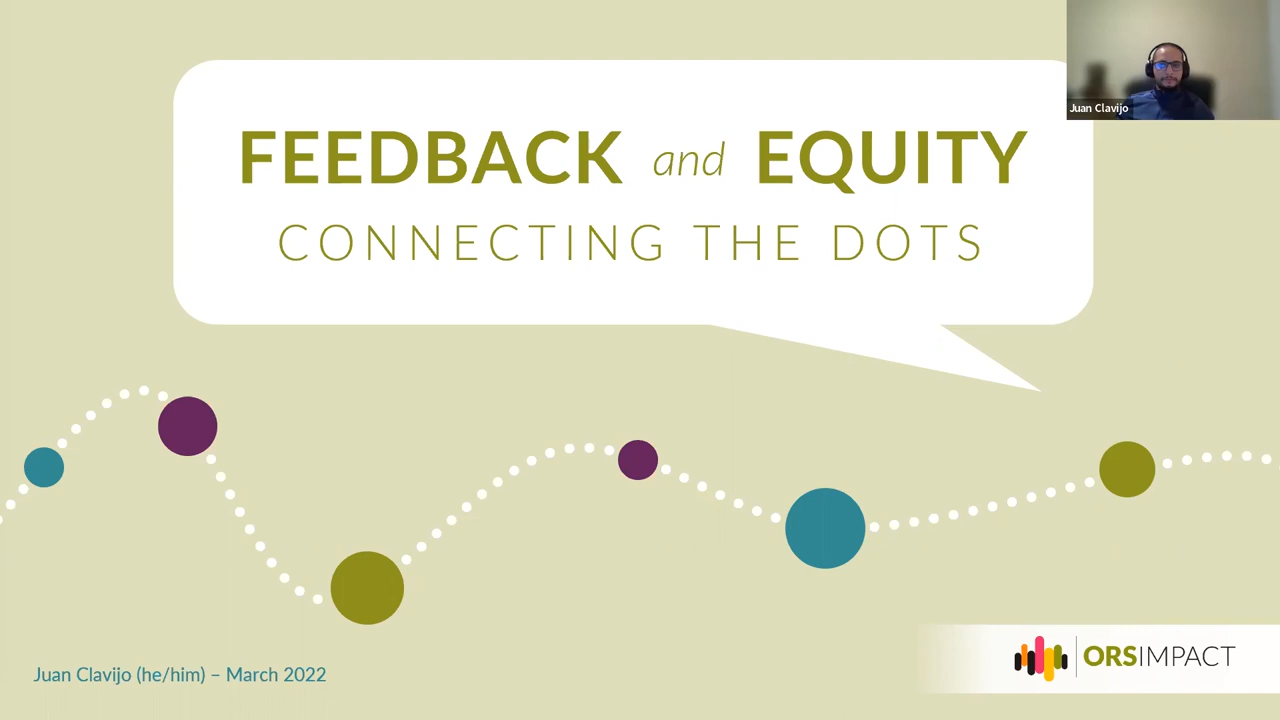 Juan Clavijo
FEEDBACK and EQUITY
CONNECTING THE DOTS
Juan Clavijo (he/him) – March 2022
ORSIMPACT